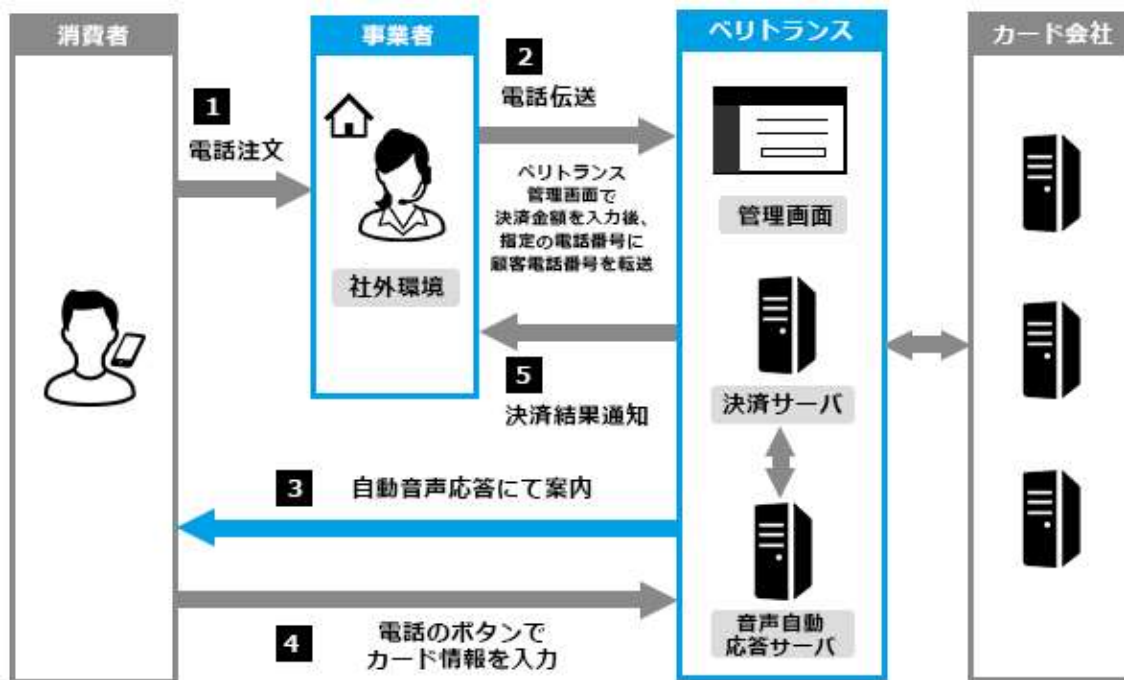 消費者
事業者
ベリトランス
カード会社
1
電話注文
2
電話伝送
ベリトランス
管理画面で
決済金額を入力後、
指定の電話番号に
顧客電話番号を転送
社外環境
管理画面
5
決済結果通知
決済サーバ
3
自動音声応答にて案内
4
電話のボタンで
カード情報を入力
音声自動
応答サーバ